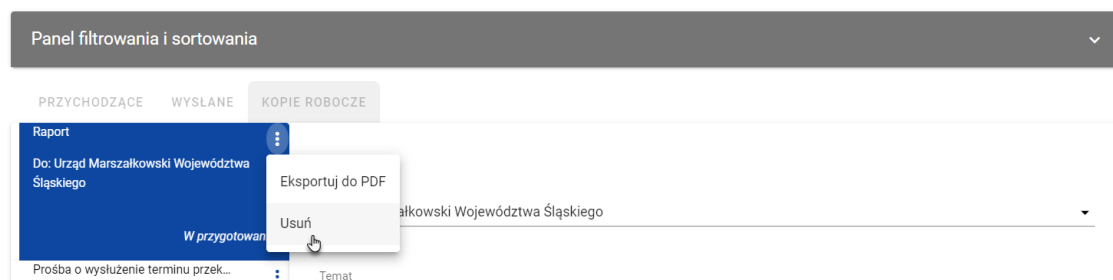 Panel filtrowania i sortowania
PRZYCHODZĄCE WYSŁANE KOPIE ROBOCZE
Raport
Do: Urząd Marszałkowski Województwa
Śląskiego
W przygotowan
Eksportuj do PDF
Usuń
ałkowski Województwa Śląskiego
Prośba o wysłużenie terminu przek...
Temat